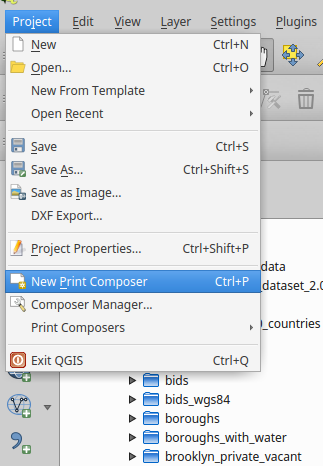 Project Edit View Layer Settings Plugins
New Ctrl+N
Open... Ctrl+O
New From Template
Open Recent
Save Ctrl+S
Save As... Ctrl+Shift+S
Save as Image...
DXF Export...
Project Properties... Ctrl+Shift+P
data
New Print Composer Ctrl+P
_dataset_2.0
Composer Manager...
Print Composers
0_countries
Exit QGIS Ctrl+Q
bids
bids_wgs84
boroughs
boroughs_with_water
brooklyn_private_vacant